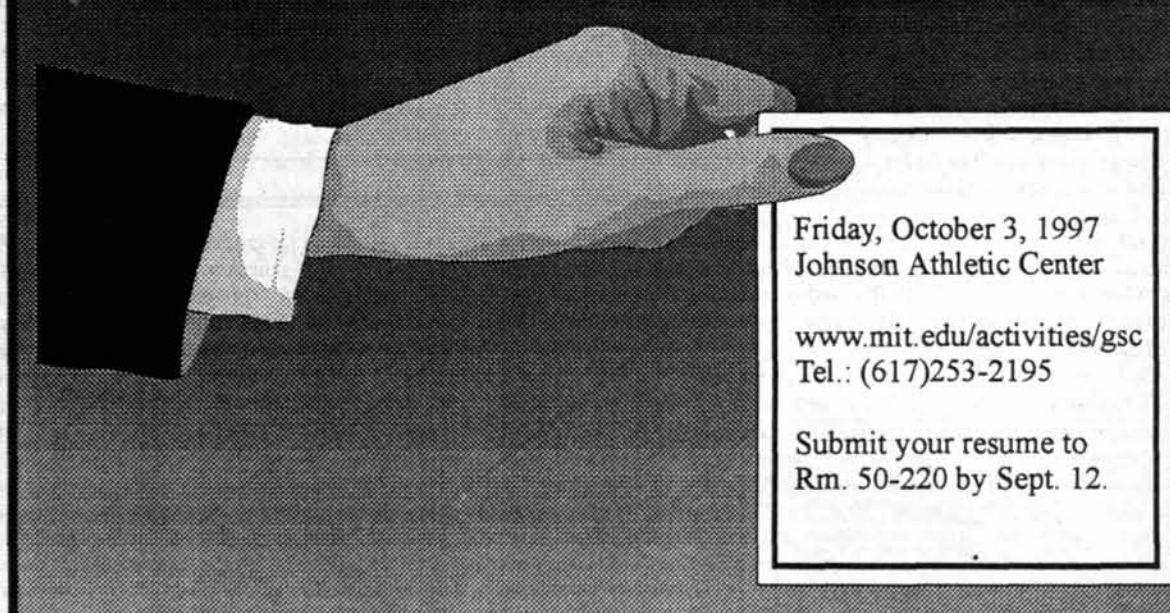 Friday, October 3, 1997
Johnson Athletic Center
www.mit.edu/activities/gsc
Tel.: (617)253-2195
Submit your resume to
Rm. 50-220 by Sept. 12.